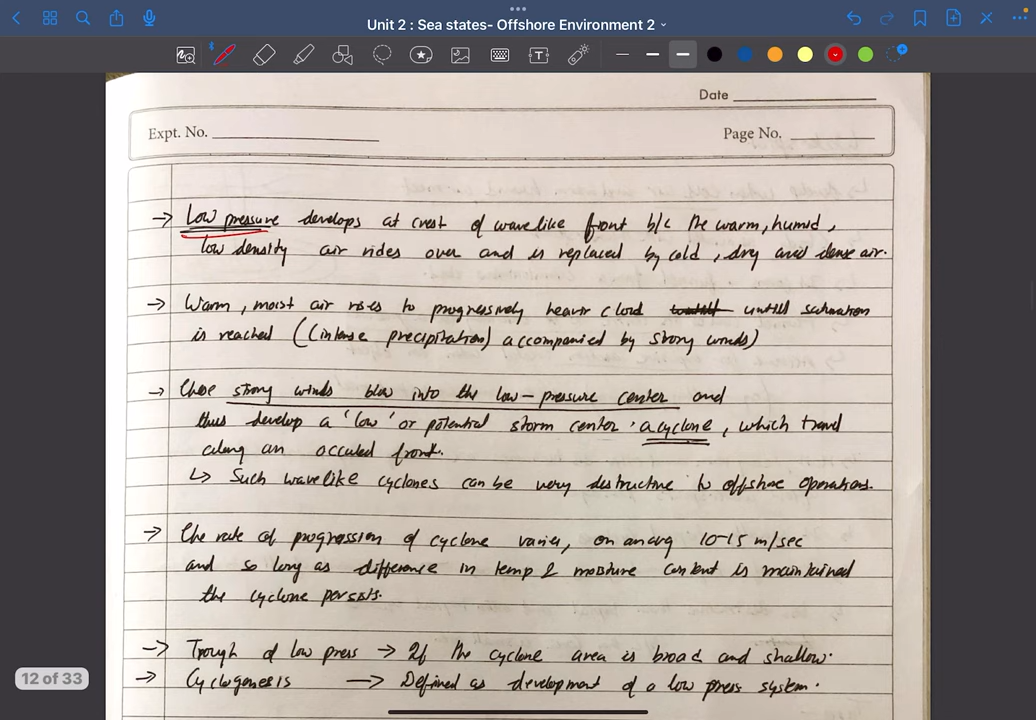 Unit 2 : Sea states- Offshore Environment 2
Date
Expt. No.
Page No.
→ Low pressure develops at crest of wavelike front b/c the warm, humid,
low density air rides over and is replaced by cold, dry and dense air.
→ Warm, moist air rises to progressively heavier cloud untill saturation
is reached ((intense precipitation) accompanied by strong winds)
→ These strong winds blow into the low-pressure center and
thus develop a 'low' or potential storm center. a cyclone, which travel
along an occuled front.
↳ Such wavelike cyclones can be very destructive to offshore operations.
→ The rate of progression of cyclone varies, on an avg 10-15 m/sec
and so long as difference in temp & moisture content is maintained
the cyclone persists.
→ Trough of low press → If the cyclone area is broad and shallow.
→ Cyclogenesis → Defined as development of a low press system.
12 of 33